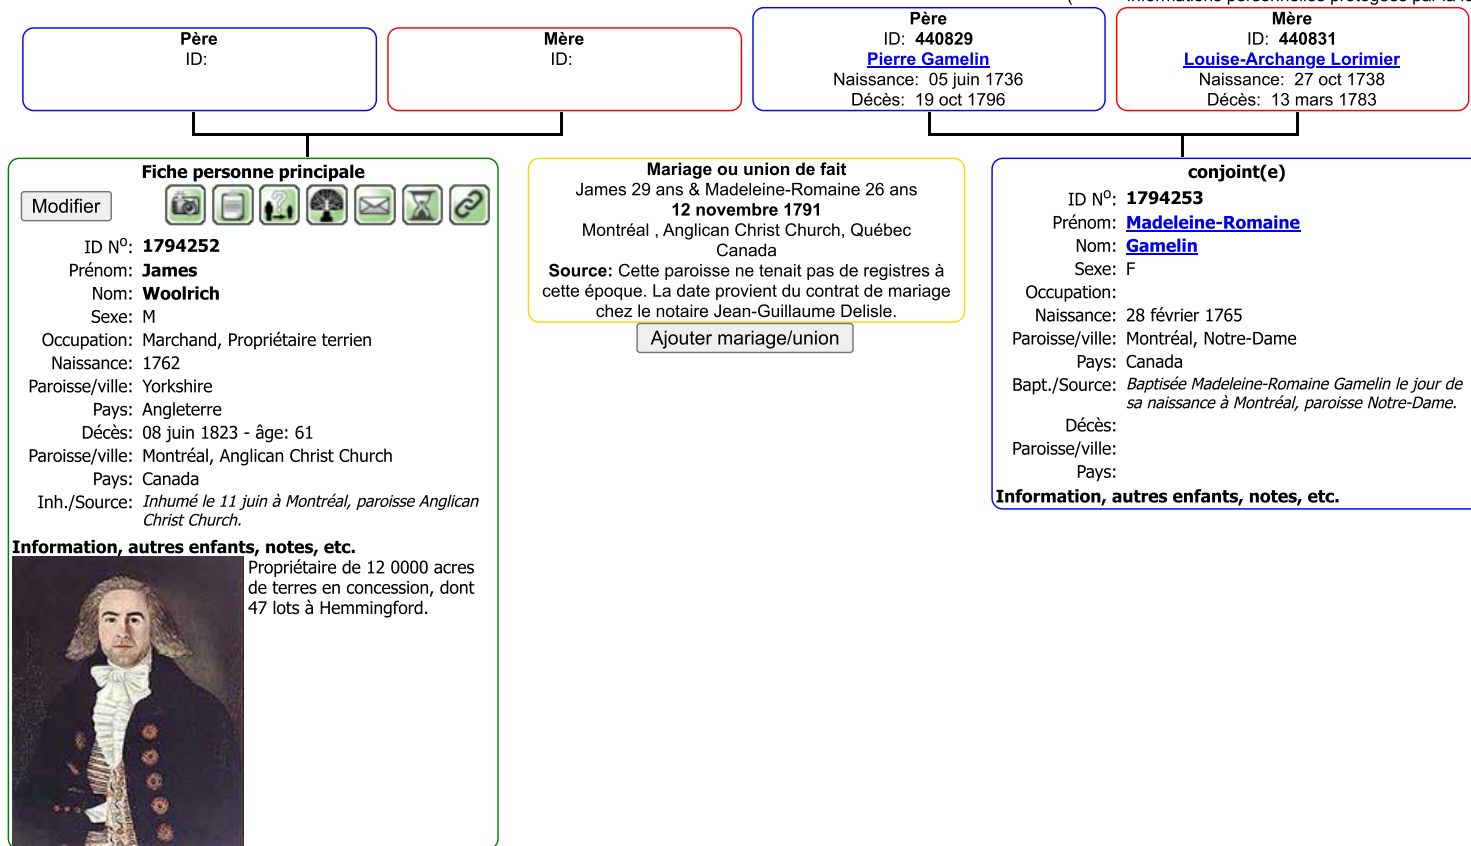 Informations personnelles protégées par la
Père
ID:
Mère
ID:
Père
ID: 440829
Pierre Gamelin
Naissance: 05 juin 1736
Décès: 19 oct 1796
Mère
ID: 440831
Louise-Archange Lorimier
Naissance: 27 oct 1738
Décès: 13 mars 1783
Fiche personne principale
Modifier
ID Nº: 1794252
Prénom: James
Nom: Woolrich
Sexe: M
Occupation: Marchand, Propriétaire terrien
Naissance: 1762
Paroisse/ville: Yorkshire
Pays: Angleterre
Décès: 08 juin 1823 - âge: 61
Paroisse/ville: Montréal, Anglican Christ Church
Pays: Canada
Inh./Source: Inhumé le 11 juin à Montréal, paroisse Anglican
Christ Church.
Information, autres enfants, notes, etc.
Propriétaire de 12 0000 acres
de terres en concession, dont
47 lots à Hemmingford.
Mariage ou union de fait
James 29 ans & Madeleine-Romaine 26 ans
12 novembre 1791
Montréal , Anglican Christ Church, Québec
Canada
Source: Cette paroisse ne tenait pas de registres à
cette époque. La date provient du contrat de mariage
chez le notaire Jean-Guillaume Delisle.
Ajouter mariage/union
conjoint(e)
ID Nº: 1794253
Prénom: Madeleine-Romaine
Nom: Gamelin
Sexe: F
Occupation:
Naissance: 28 février 1765
Paroisse/ville: Montréal, Notre-Dame
Pays: Canada
Bapt./Source: Baptisée Madeleine-Romaine Gamelin le jour de
sa naissance à Montréal, paroisse Notre-Dame.
Décès:
Paroisse/ville:
Pays:
Information, autres enfants, notes, etc.